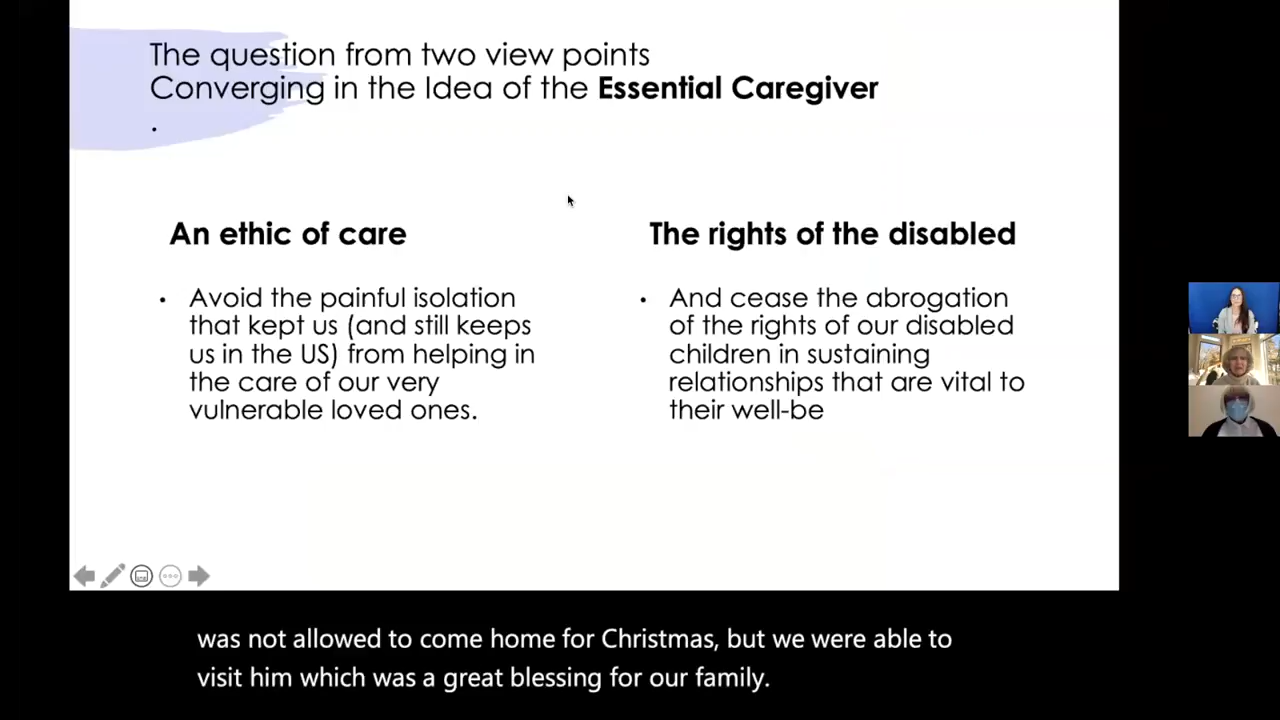 The question from two view points
Converging in the Idea of the Essential Caregiver
.
An ethic of care
• Avoid the painful isolation
that kept us (and still keeps
us in the US) from helping in
the care of our very
vulnerable loved ones.
The rights of the disabled
• And cease the abrogation
of the rights of our disabled
children in sustaining
relationships that are vital to
their well-be
was not allowed to come home for Christmas, but we were able to
visit him which was a great blessing for our family.